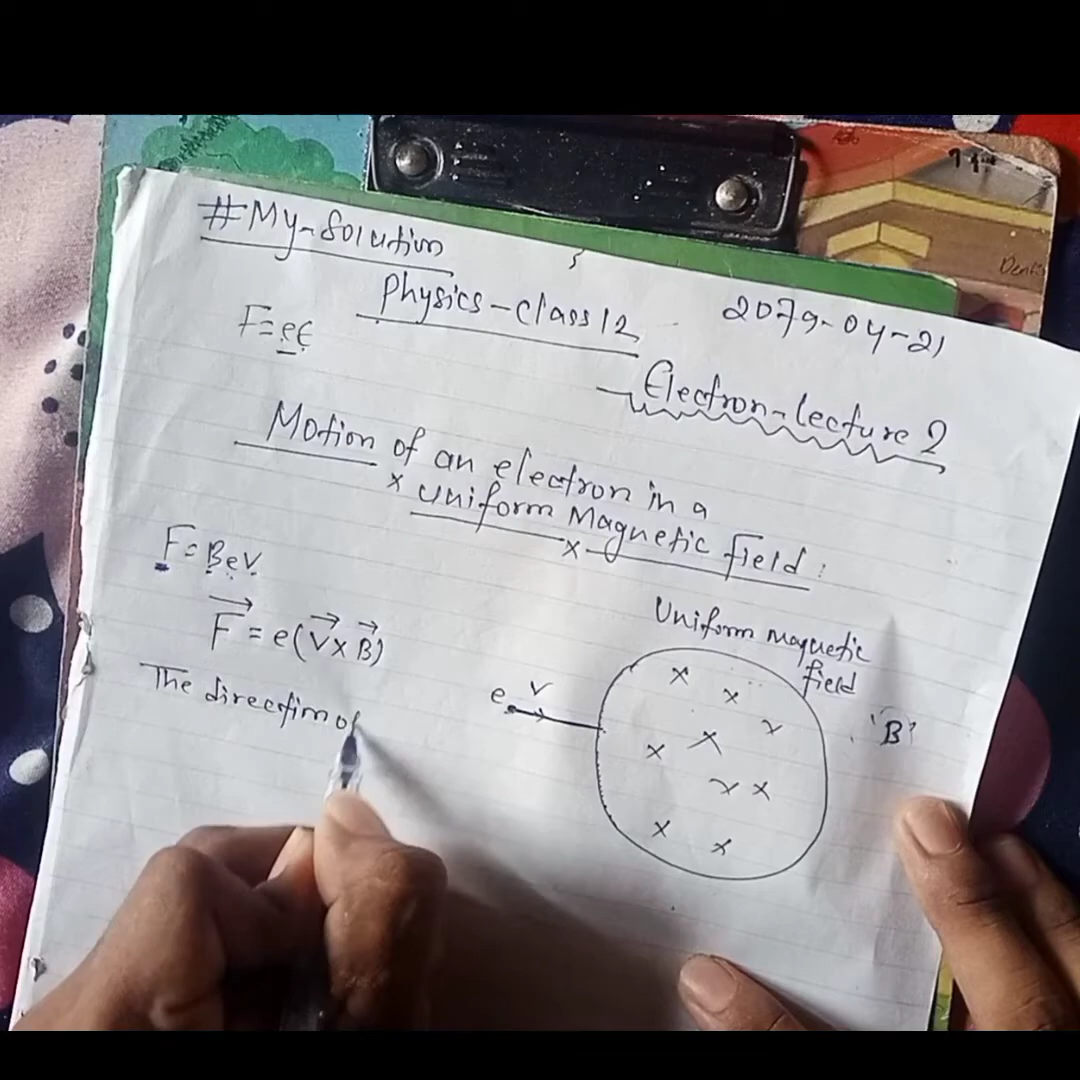 #My-Solution
Physics-class 12
2079-04-21
F=eE
Electron-lecture 2
Motion of an electron in a
x Uniform Magnetic Field:
x
F=BeV
F = e(V×B)
Uniform magnetic
field
'B'
The direction of
e V
x x x x x x x x x
Denti